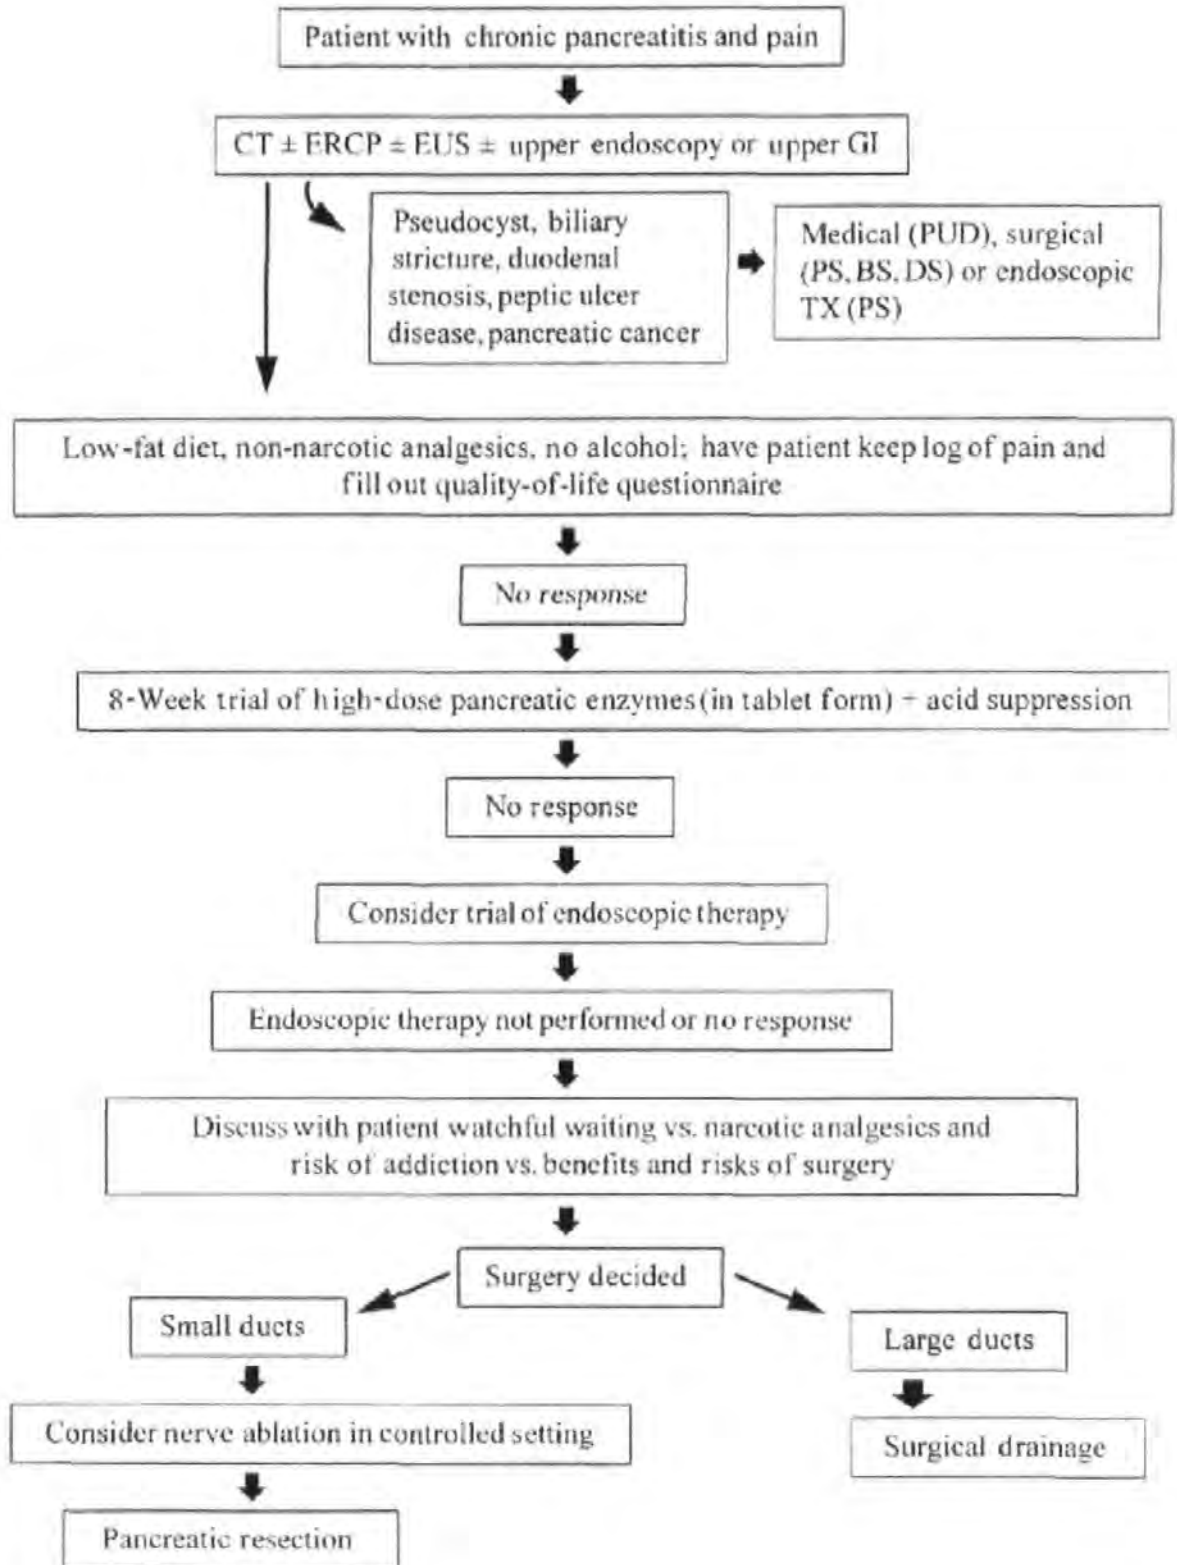 Patient with chronic pancreatitis and pain
CT ± ERCP ± EUS ± upper endoscopy or upper GI
Pseudocyst, biliary
stricture, duodenal
stenosis, peptic ulcer
disease, pancreatic cancer
Medical (PUD), surgical
(PS, BS, DS) or endoscopic
TX (PS)
Low-fat diet, non-narcotic analgesics, no alcohol; have patient keep log of pain and
fill out quality-of-life questionnaire
No response
8-Week trial of high-dose pancreatic enzymes (in tablet form) + acid suppression
No response
Consider trial of endoscopic therapy
Endoscopic therapy not performed or no response
Discuss with patient watchful waiting vs. narcotic analgesics and
risk of addiction vs. benefits and risks of surgery
Surgery decided
Small ducts
Large ducts
Consider nerve ablation in controlled setting
Surgical drainage
Pancreatic resection